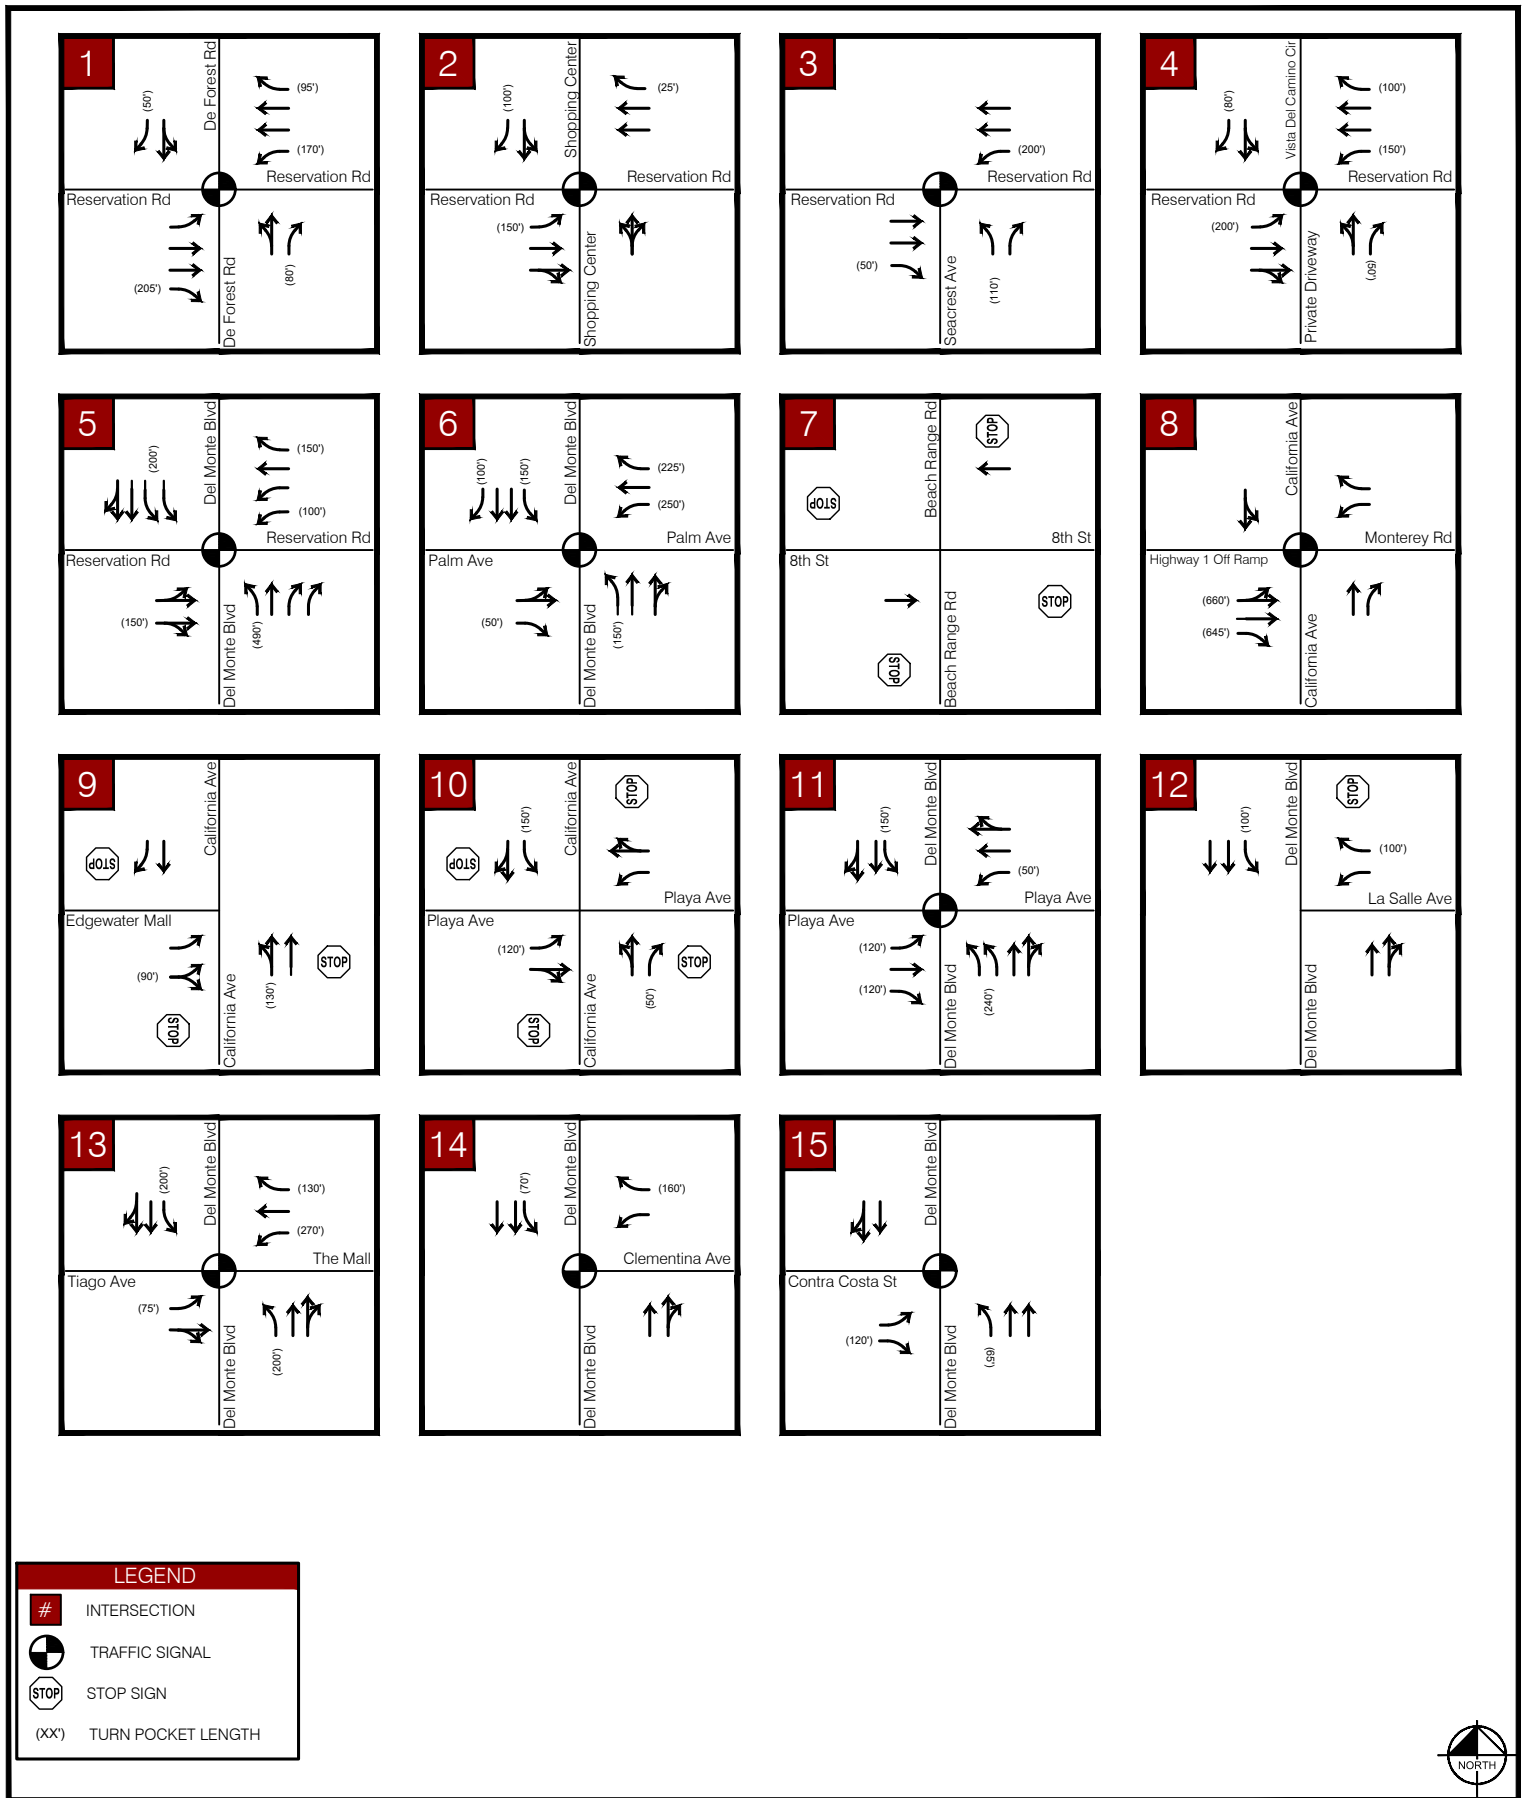 1
De Forest Rd
(50')
(95')
(170')
Reservation Rd
Reservation Rd
(205')
(80')
De Forest Rd
2
Shopping Center
(100')
(25')
Reservation Rd
Reservation Rd
(150')
Shopping Center
3
(200')
Reservation Rd
Reservation Rd
(50')
(110')
Seacrest Ave
4
Vista Del Camino Cir
(80')
(100')
(150')
Reservation Rd
Reservation Rd
(200')
(50')
Private Driveway
5
Del Monte Blvd
(200')
(150')
(100')
Reservation Rd
Reservation Rd
(150')
(490')
Del Monte Blvd
6
Del Monte Blvd
(100')
(150')
(225')
(250')
Palm Ave
Palm Ave
(50')
(150')
Del Monte Blvd
7
Beach Range Rd
STOP
STOP
8th St
8th St
STOP
STOP
Beach Range Rd
8
California Ave
Monterey Rd
Highway 1 Off Ramp
(660')
(645')
California Ave
9
California Ave
STOP
Edgewater Mall
(90')
(130')
STOP
STOP
California Ave
10
California Ave
STOP
(150')
STOP
Playa Ave
Playa Ave
(120')
(50')
STOP
STOP
California Ave
11
Del Monte Blvd
(150')
(50')
Playa Ave
Playa Ave
(120')
(120')
(240')
Del Monte Blvd
12
Del Monte Blvd
STOP
(100')
(100')
La Salle Ave
Del Monte Blvd
13
Del Monte Blvd
(200')
(130')
(270')
The Mall
Tiago Ave
(75')
(200')
Del Monte Blvd
14
Del Monte Blvd
(70')
(160')
Clementina Ave
Del Monte Blvd
15
Del Monte Blvd
Contra Costa St
(120')
(65')
Del Monte Blvd
LEGEND
# INTERSECTION
TRAFFIC SIGNAL
STOP STOP SIGN
(XX') TURN POCKET LENGTH
NORTH